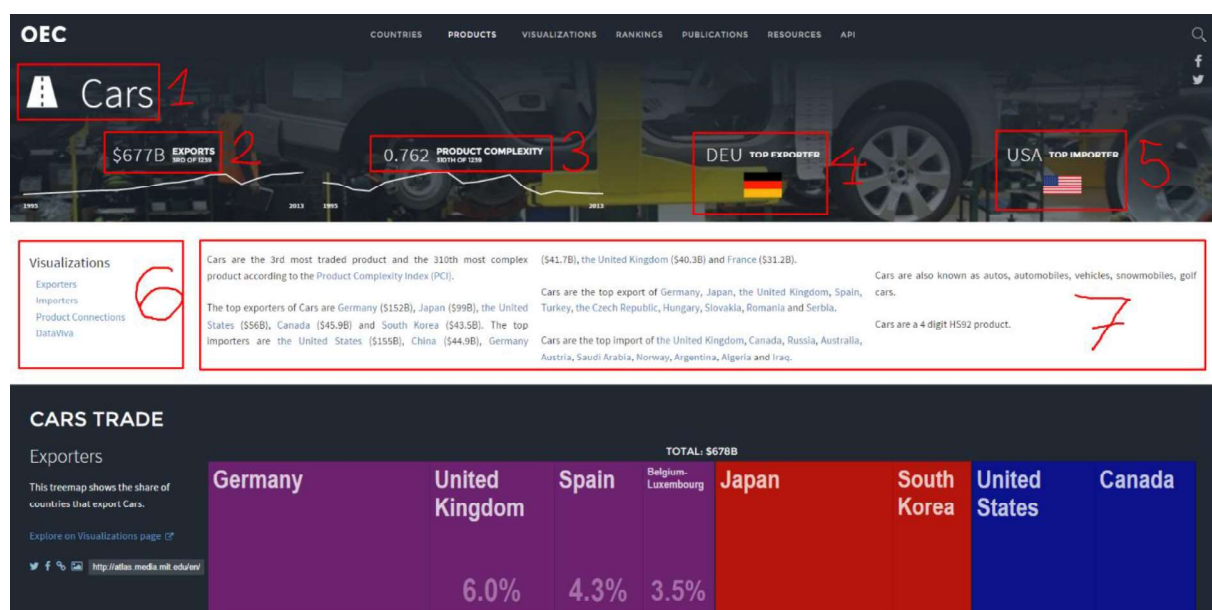 OEC
COUNTRIES PRODUCTS VISUALIZATIONS RANKINGS PUBLICATIONS RESOURCES API
Cars 1
$677B EXPORTS 3RD OF 1239 2
0.762 PRODUCT COMPLEXITY 310TH OF 1239 3
DEU TOP EXPORTER 4
USA TOP IMPORTER 5
1995 2013 1995 2013
Visualizations
Exporters
Importers
Product Connections
DataViva
6
Cars are the 3rd most traded product and the 310th most complex
product according to the Product Complexity Index (PCI).
The top exporters of Cars are Germany ($152B), Japan ($99B), the United
States ($56B), Canada ($45.9B) and South Korea ($43.5B). The top
importers are the United States ($155B), China ($44.9B), Germany
($41.7B), the United Kingdom ($40.3B) and France ($31.2B).
Cars are the top export of Germany, Japan, the United Kingdom, Spain,
Turkey, the Czech Republic, Hungary, Slovakia, Romania and Serbia.
Cars are the top import of the United Kingdom, Canada, Russia, Australia,
Austria, Saudi Arabia, Norway, Argentina, Algeria and Iraq.
Cars are also known as autos, automobiles, vehicles, snowmobiles, golf
cars.
Cars are a 4 digit HS92 product.
7
CARS TRADE
Exporters
This treemap shows the share of
countries that export Cars.
Explore on Visualizations page
http://atlas.media.mit.edu/en/
TOTAL: $678B
Germany
United
Kingdom
6.0%
Spain
4.3%
Belgium-
Luxembourg
3.5%
Japan
South
Korea
United
States
Canada